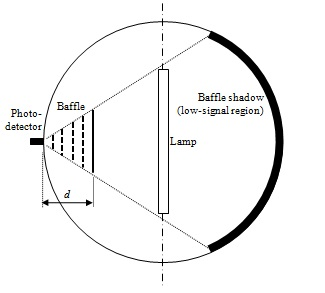 Photo-
detector
Baffle
d
Lamp
Baffle shadow
(low-signal region)